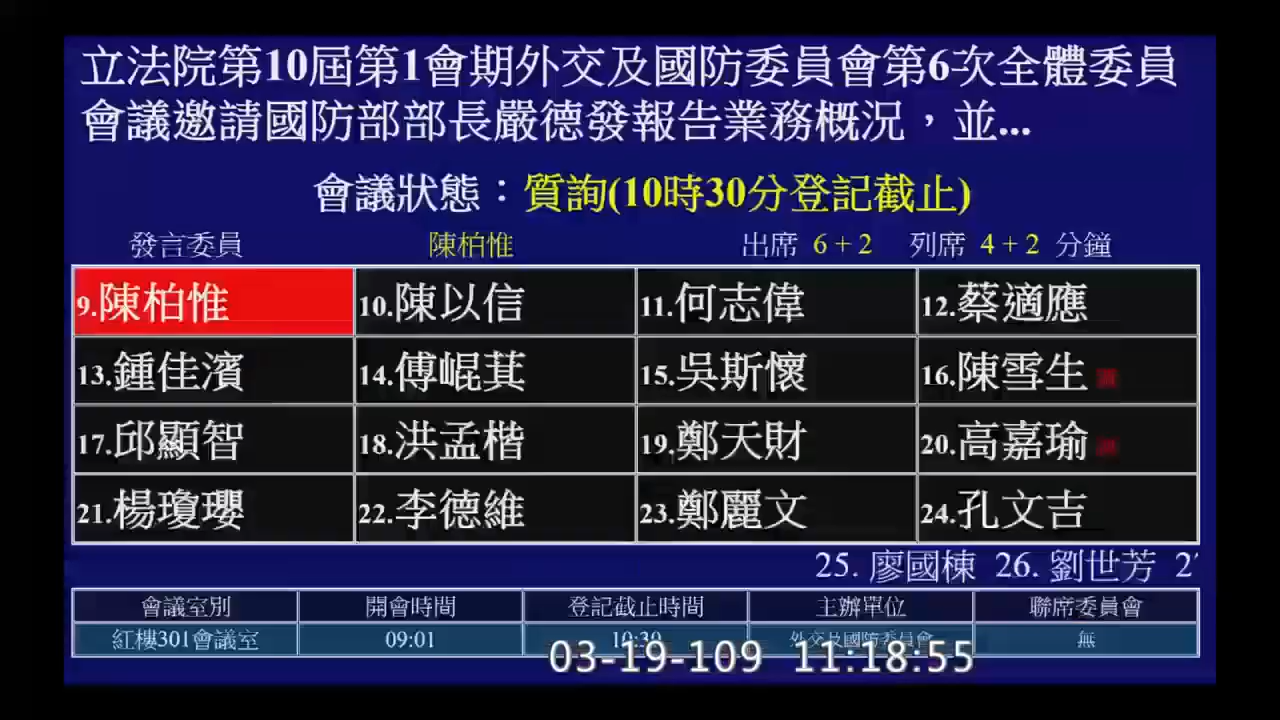 立法院第10屆第1會期外交及國防委員會第6次全體委員
會議邀請國防部部長嚴德發報告業務概況，並...
會議狀態：質詢(10時30分登記截止)
發言委員 陳柏惟 出席 6 + 2 列席 4 + 2 分鐘
9.陳柏惟 10.陳以信 11.何志偉 12.蔡適應
13.鍾佳濱 14.傅崐萁 15.吳斯懷 16.陳雪生
17.邱顯智 18.洪孟楷 19.鄭天財 20.高嘉瑜
21.楊瓊瓔 22.李德維 23.鄭麗文 24.孔文吉
25. 廖國棟 26. 劉世芳
會議室別 開會時間 登記截止時間 主辦單位 聯席委員會
紅樓301會議室 09:01 10:30 外交及國防委員會 無
03-19-109 11:18:55